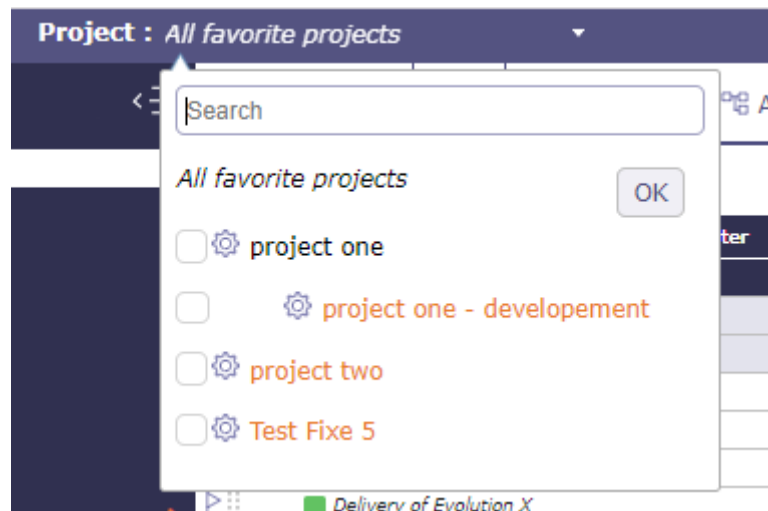 Project : All favorite projects
Search
A
All favorite projects
OK
project one
ter
project one - developement
project two
Test Fixe 5
Delivery of Evolution X